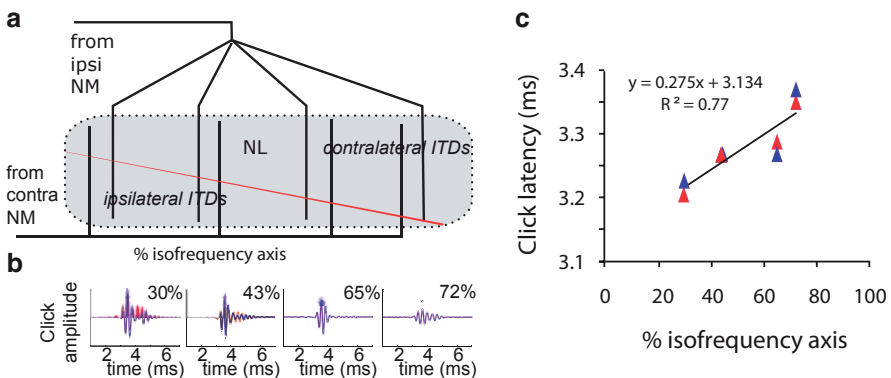 a
from
ipsi
NM
NL
contralateral ITDs
from
contra
NM
ipsilateral ITDs
% isofrequency axis
b
Click
amplitude
30%
43%
65%
72%
2 4 6
2 4 6
2 4 6
2 4 6
time (ms)
time (ms)
time (ms)
time (ms)
c
Click latency (ms)
y = 0.275x + 3.134
R² = 0.77
3.4
3.3
3.2
3.1
0 20 40 60 80 100
% isofrequency axis